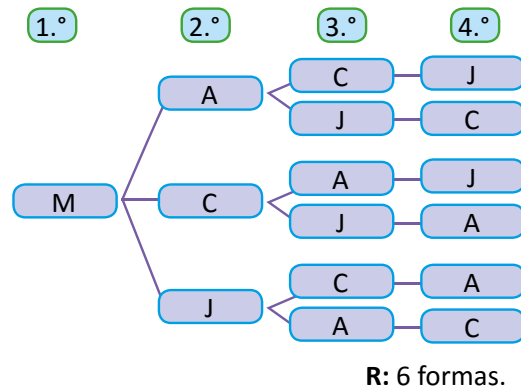 1.° 2.° 3.° 4.°
C J
A
J C
A J
M C
J A
C A
J
A C
R: 6 formas.